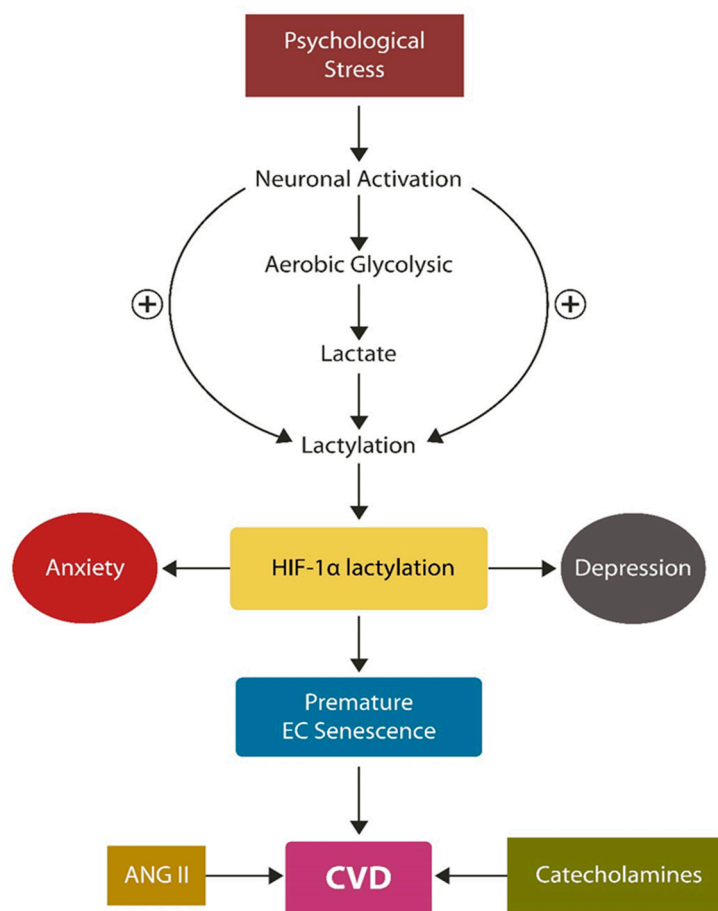 Psychological
Stress
Neuronal Activation
Aerobic Glycolysic
+
+
Lactate
Lactylation
Anxiety
HIF-1α lactylation
Depression
Premature
EC Senescence
ANG II
CVD
Catecholamines